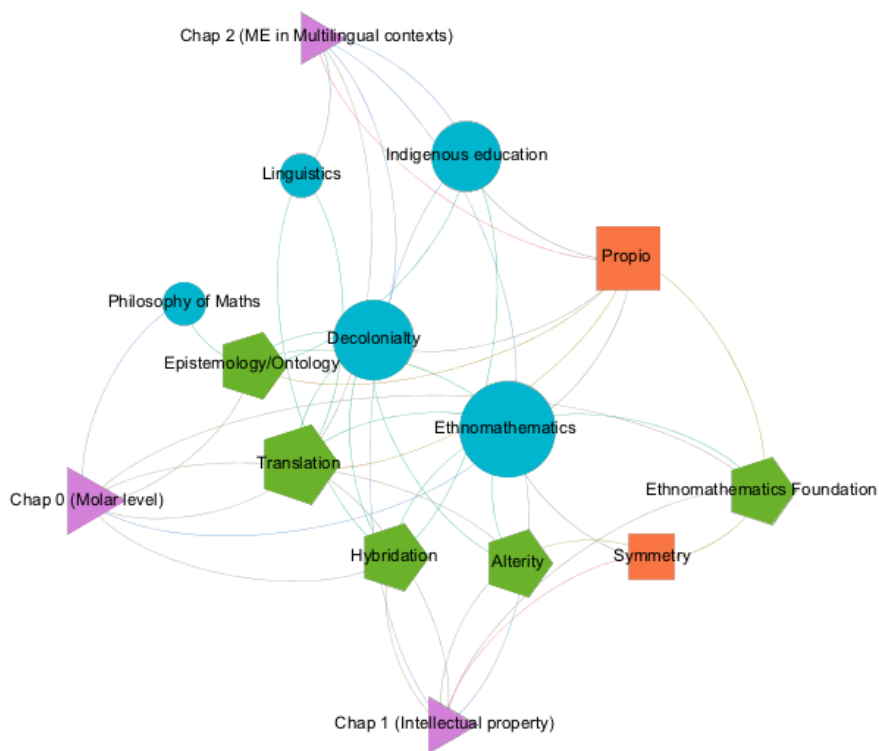 Chap 2 (ME in Multilingual contexts)
Indigenous education
Linguistics
Propio
Philosophy of Maths
Decolonialty
Epistemology/Ontology
Ethnomathematics
Translation
Ethnomathematics Foundation
Chap 0 (Molar level)
Hybridation
Alterity
Symmetry
Chap 1 (Intellectual property)